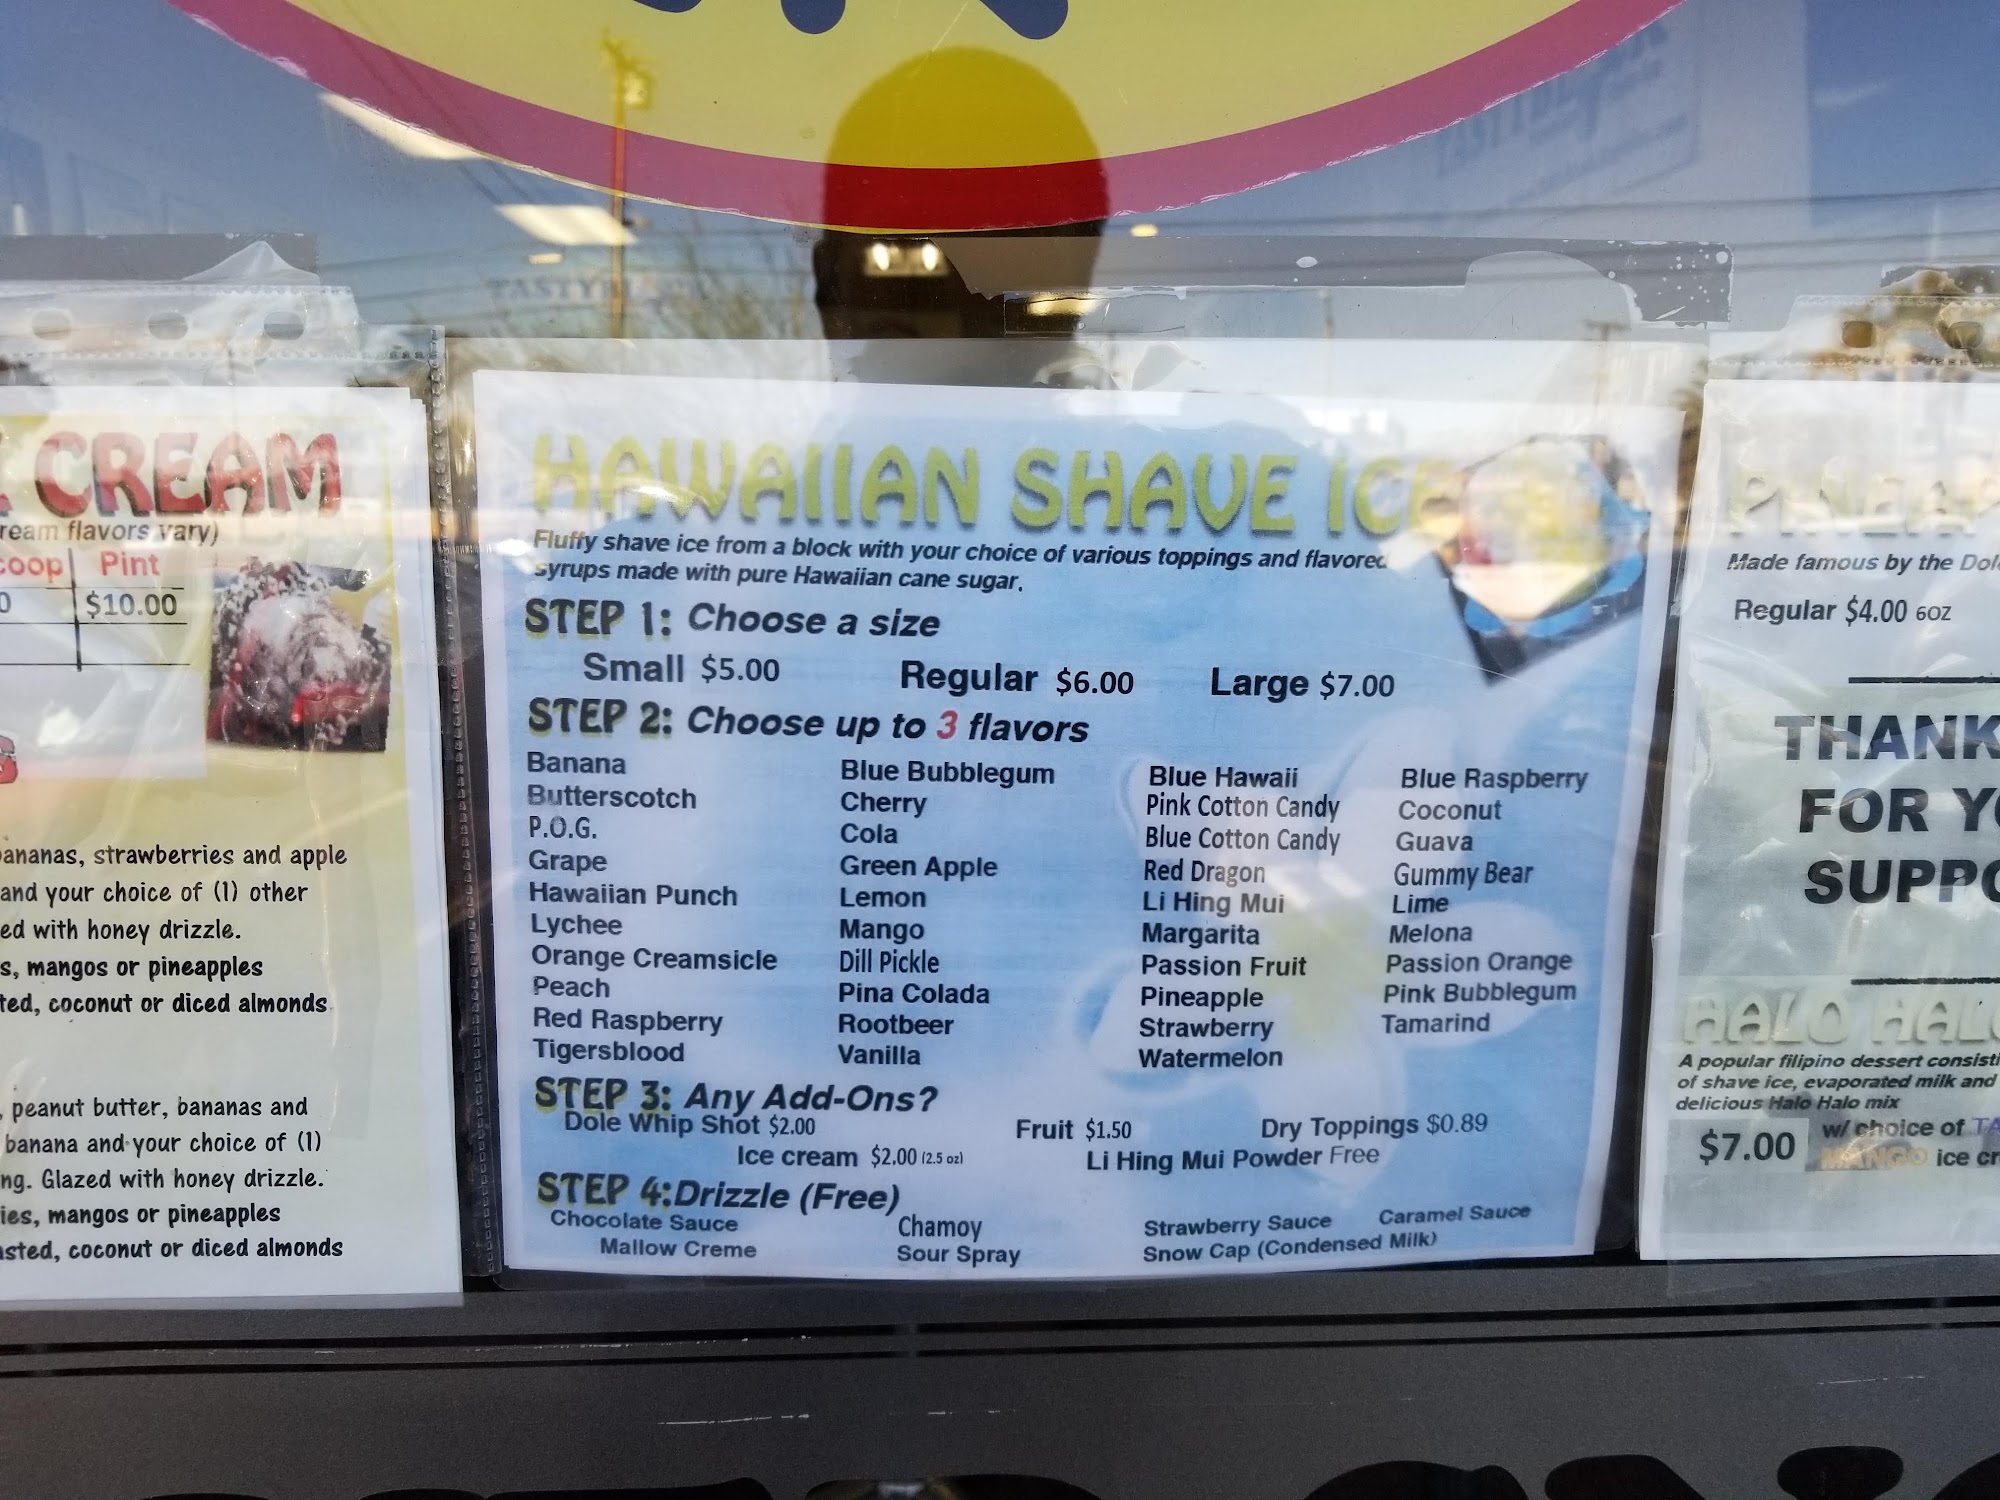 CREAM
ream flavors vary)
coop Pint
0 $10.00
S
ananas, strawberries and apple
and your choice of (1) other
ed with honey drizzle.
s, mangos or pineapples
ted, coconut or diced almonds
, peanut butter, bananas and
banana and your choice of (1)
ng. Glazed with honey drizzle.
ies, mangos or pineapples
asted, coconut or diced almonds
HAWAIIAN SHAVE ICE
Fluffy shave ice from a block with your choice of various toppings and flavored
syrups made with pure Hawaiian cane sugar.
STEP 1: Choose a size
Small $5.00 Regular $6.00 Large $7.00
STEP 2: Choose up to 3 flavors
Banana Blue Bubblegum Blue Hawaii Blue Raspberry
Butterscotch Cherry Pink Cotton Candy Coconut
P.O.G. Cola Blue Cotton Candy Guava
Grape Green Apple Red Dragon Gummy Bear
Hawaiian Punch Lemon Li Hing Mui Lime
Lychee Mango Margarita Melona
Orange Creamsicle Dill Pickle Passion Fruit Passion Orange
Peach Pina Colada Pineapple Pink Bubblegum
Red Raspberry Rootbeer Strawberry Tamarind
Tigersblood Vanilla Watermelon
STEP 3: Any Add-Ons?
Dole Whip Shot $2.00 Fruit $1.50 Dry Toppings $0.89
Ice cream $2.00 (2.5 oz) Li Hing Mui Powder Free
STEP 4:Drizzle (Free)
Chocolate Sauce Chamoy Strawberry Sauce Caramel Sauce
Mallow Creme Sour Spray Snow Cap (Condensed Milk)
PINEAP
Made famous by the Dol
Regular $4.00 6OZ
THANK
FOR YO
SUPPO
HALO HALO
A popular filipino dessert consisti
of shave ice, evaporated milk and
delicious Halo Halo mix
$7.00 w/ choice of TA
MANGO ice cr